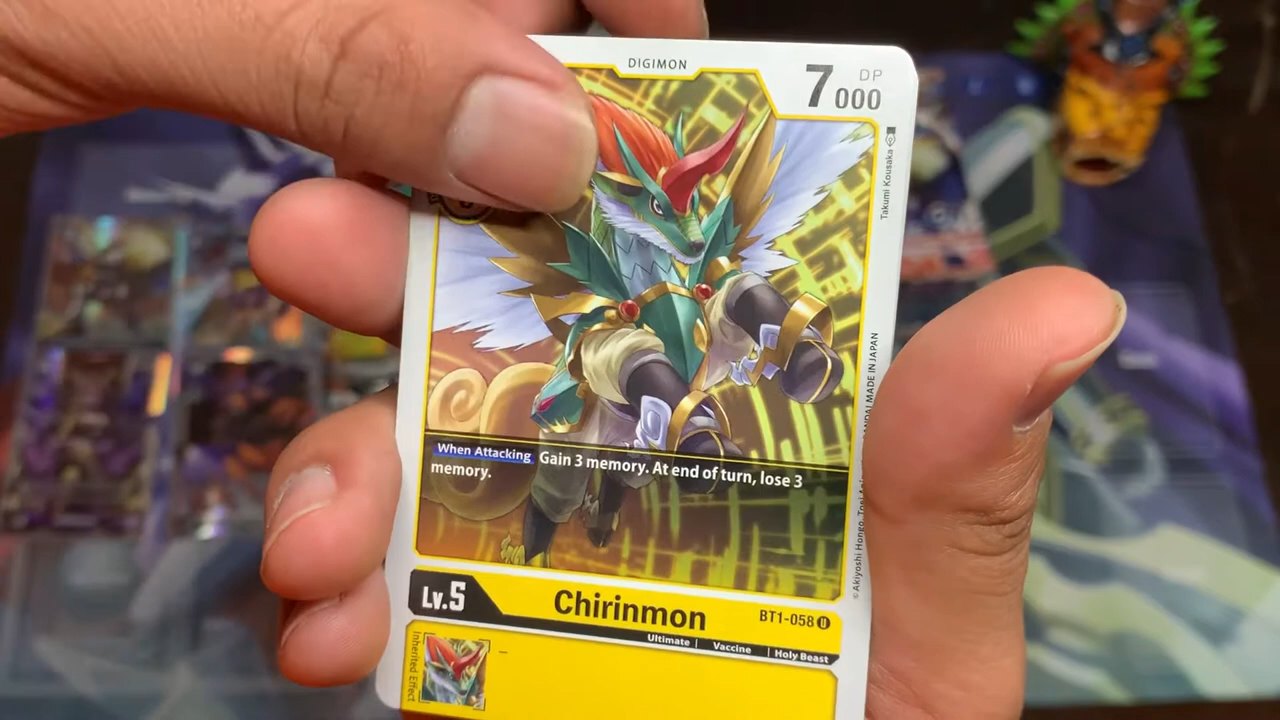 DIGIMON
7000
DP
Takumi Kousaka
When Attacking Gain 3 memory. At end of turn, lose 3
memory.
MADE IN JAPAN
Akiyoshi Hongo,
Lv.5
Chirinmon
BT1-058 U
Ultimate | Vaccine | Holy Beast
Inherited Effect
-